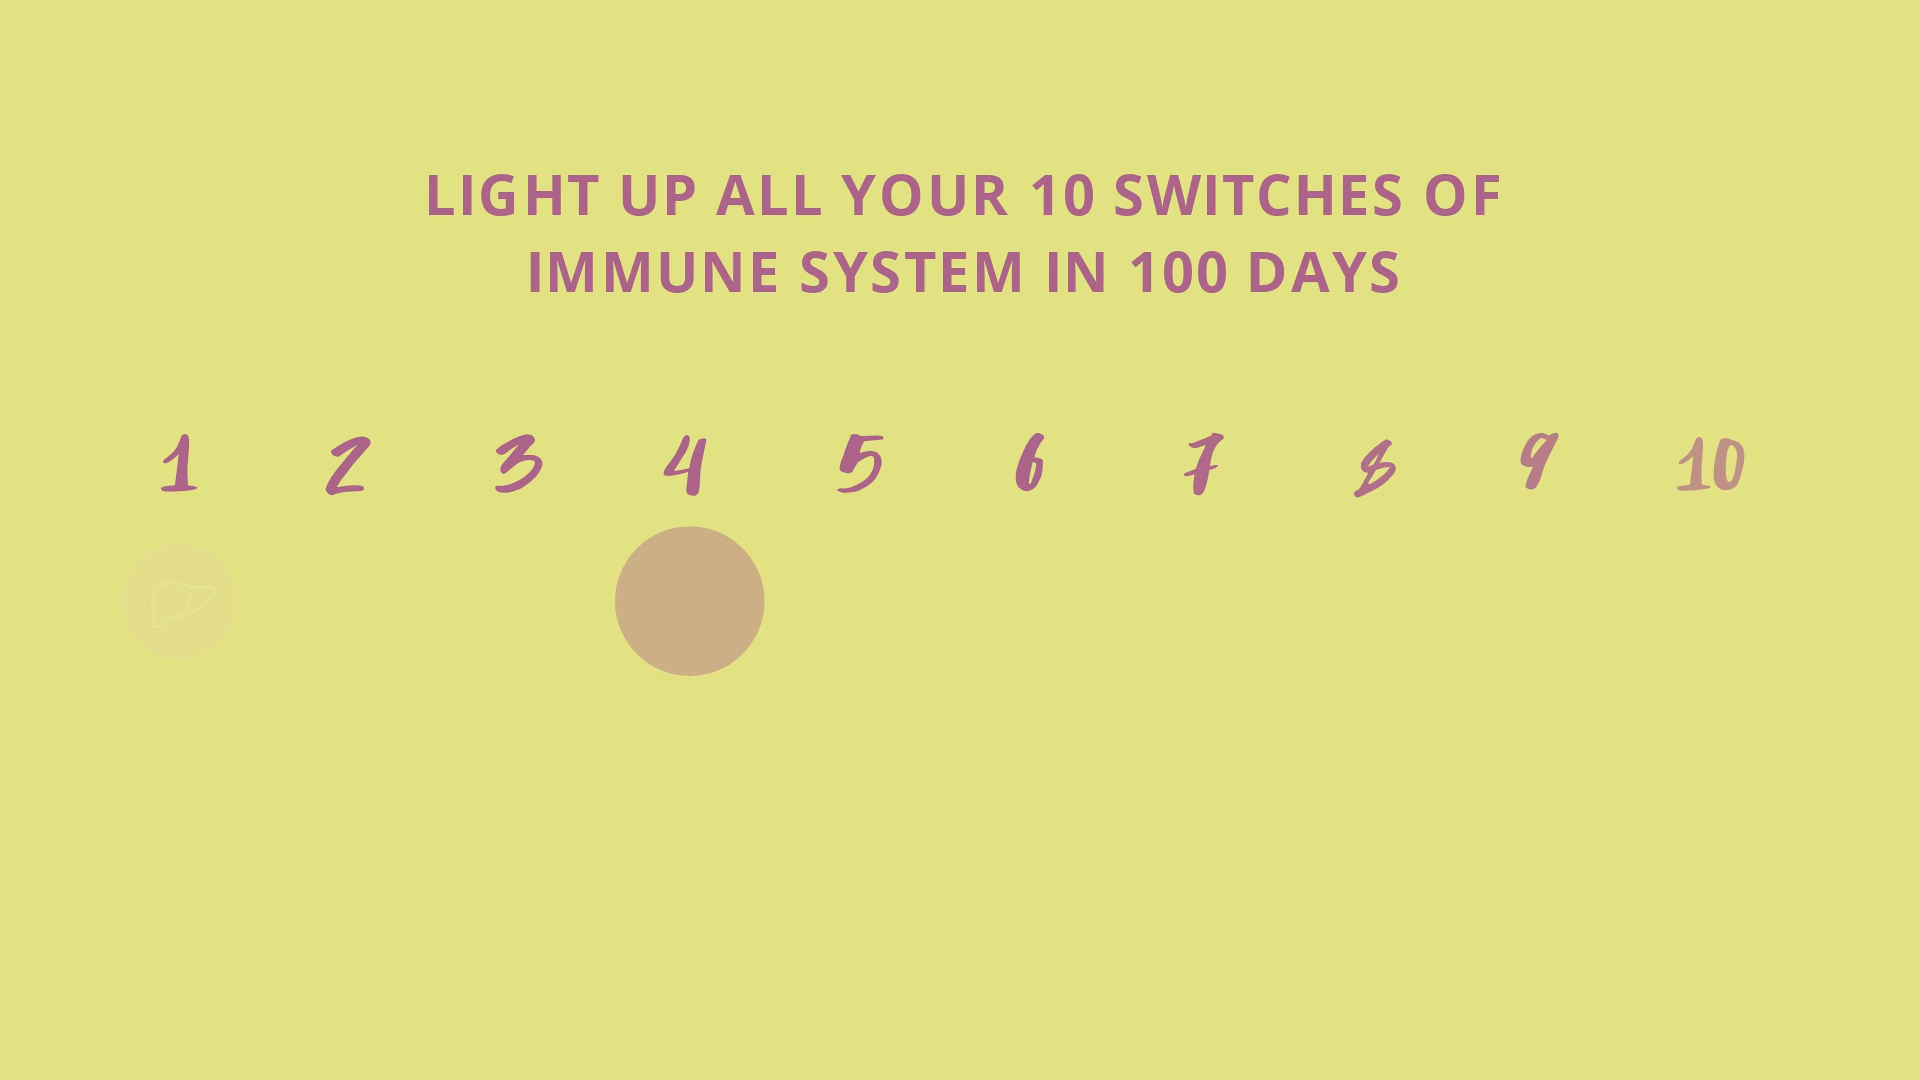 LIGHT UP ALL YOUR 10 SWITCHES OF
IMMUNE SYSTEM IN 100 DAYS
1 2 3 4 5 6 7 8 9 10